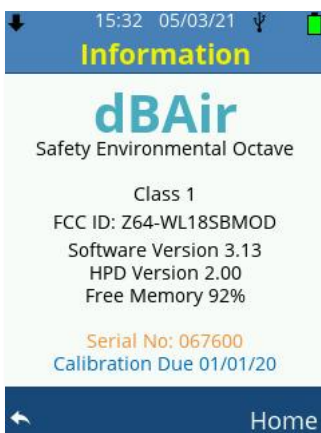 15:32 05/03/21
Information
dBAir
Safety Environmental Octave
Class 1
FCC ID: Z64-WL18SBMOD
Software Version 3.13
HPD Version 2.00
Free Memory 92%
Serial No: 067600
Calibration Due 01/01/20
Home